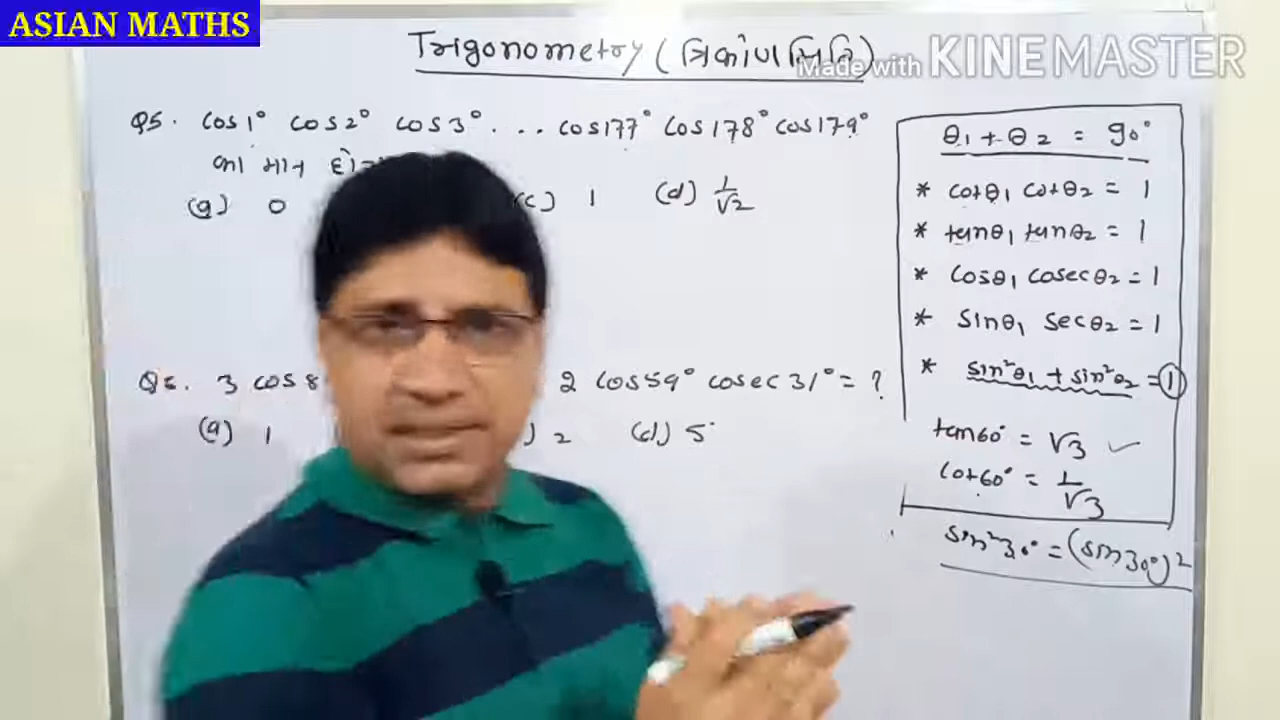 ASIAN MATHS
Trigonometry (त्रिकोणमिति)
Made with KINEMASTER
Q5. cos1° cos2° cos3° ... cos177° cos178° cos179°
का मान
(a) 0 (c) 1 (d) 1/√2
Q6. 3 cos8 2 cos59° cosec31° = ?
(a) 1 ) 2 (d) 5
θ1 + θ2 = 90°
* cotθ1 cotθ2 = 1
* tanθ1 tanθ2 = 1
* cosθ1 cosecθ2 = 1
* sinθ1 secθ2 = 1
* sin²θ1 + sin²θ2 = 1
tan60° = √3 ✓
cot60° = 1/√3
sin²30° = (sin30°)²